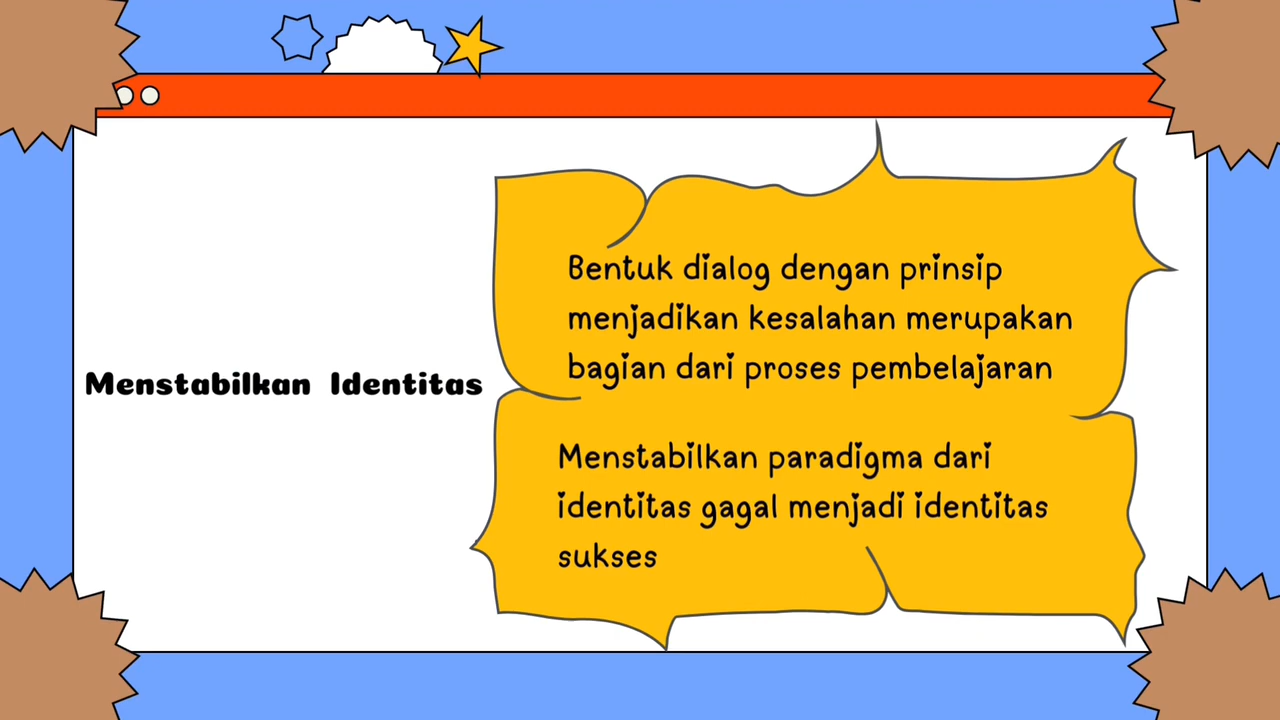 Menstabilkan Identitas
Bentuk dialog dengan prinsip
menjadikan kesalahan merupakan
bagian dari proses pembelajaran
Menstabilkan paradigma dari
identitas gagal menjadi identitas
sukses